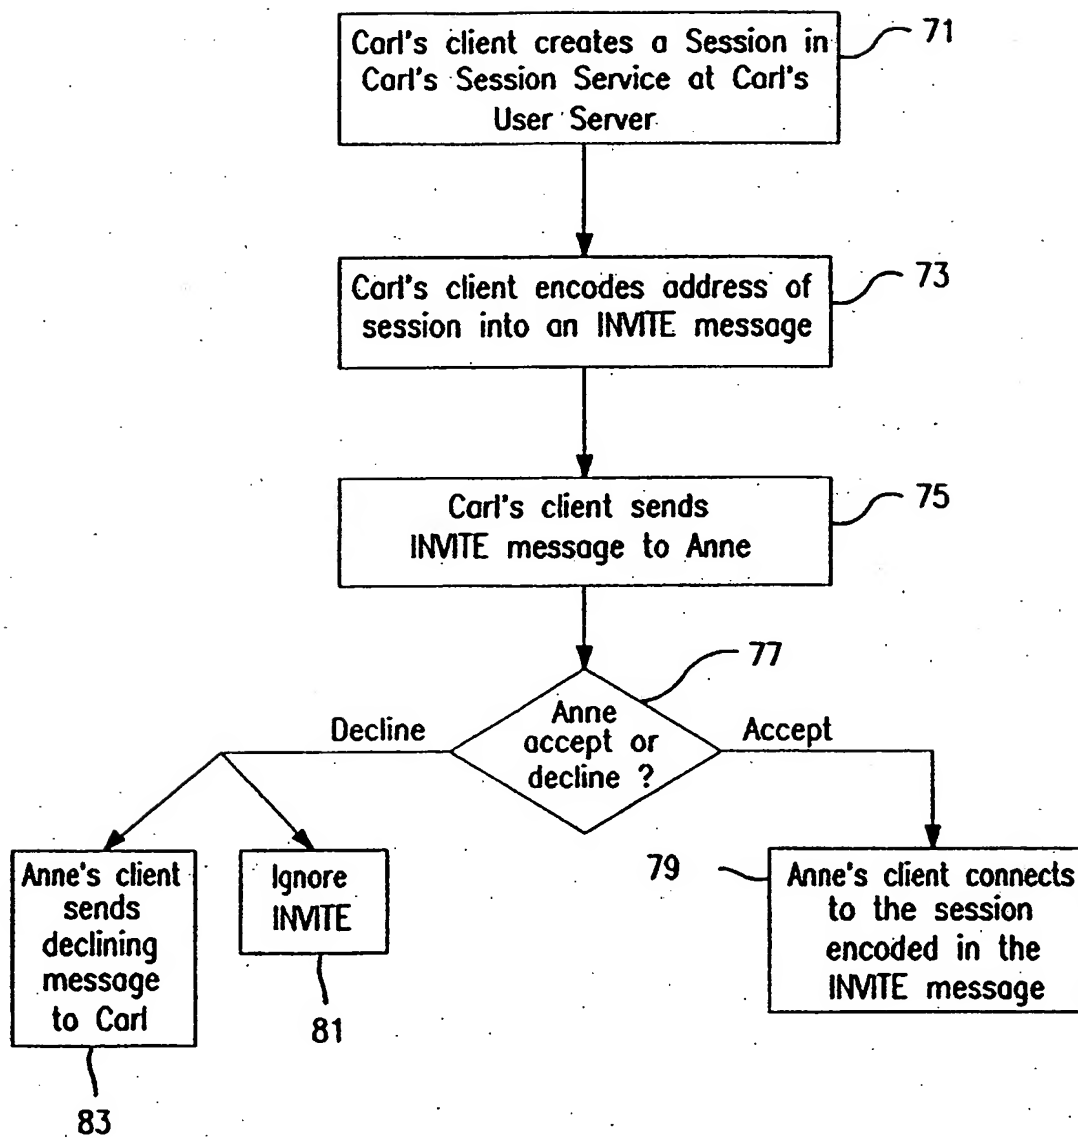 Carl's client creates a Session in
Carl's Session Service at Carl's
User Server
71
Carl's client encodes address of
session into an INVITE message
73
Carl's client sends
INVITE message to Anne
75
77
Anne
accept or
decline ?
Decline
Accept
Anne's client
sends
declining
message
to Carl
83
Ignore
INVITE
81
79
Anne's client connects
to the session
encoded in the
INVITE message